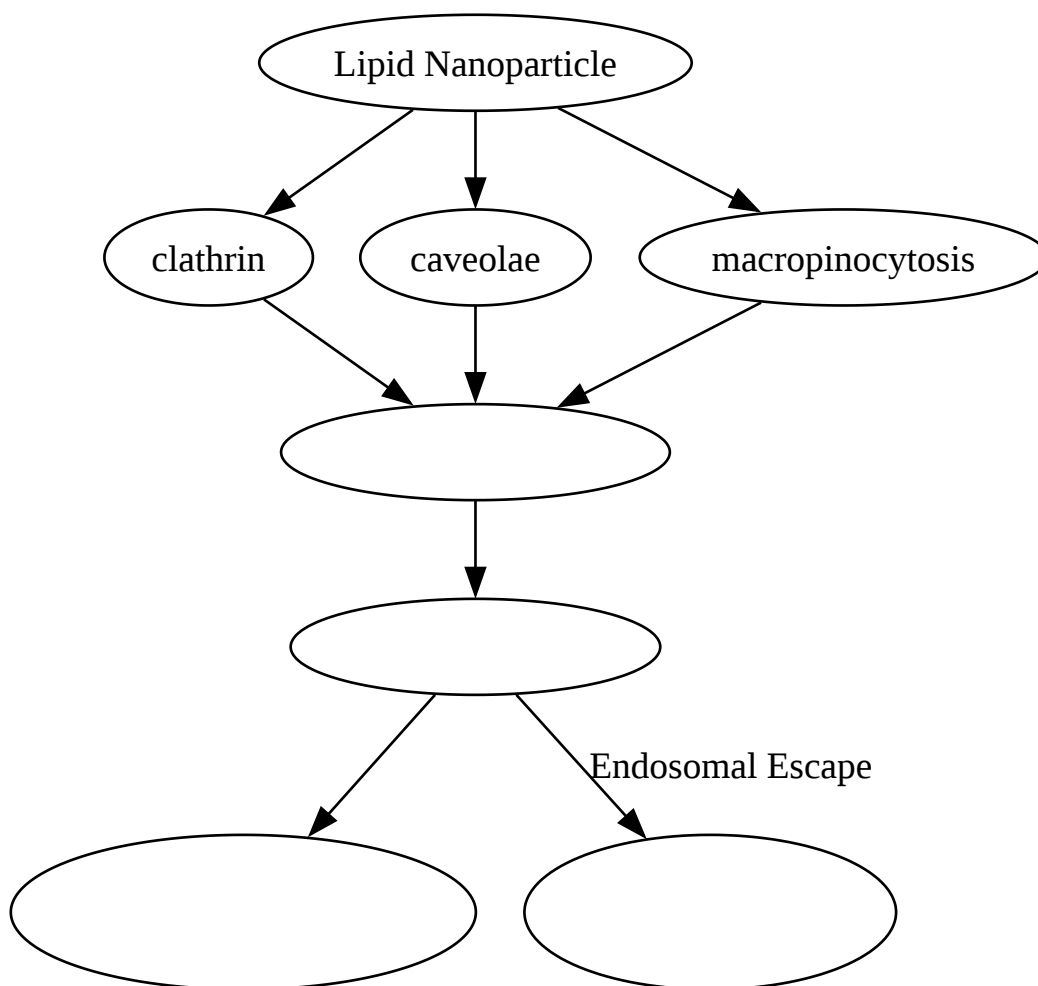 Lipid Nanoparticle
clathrin
caveolae
macropinocytosis
Endosomal Escape